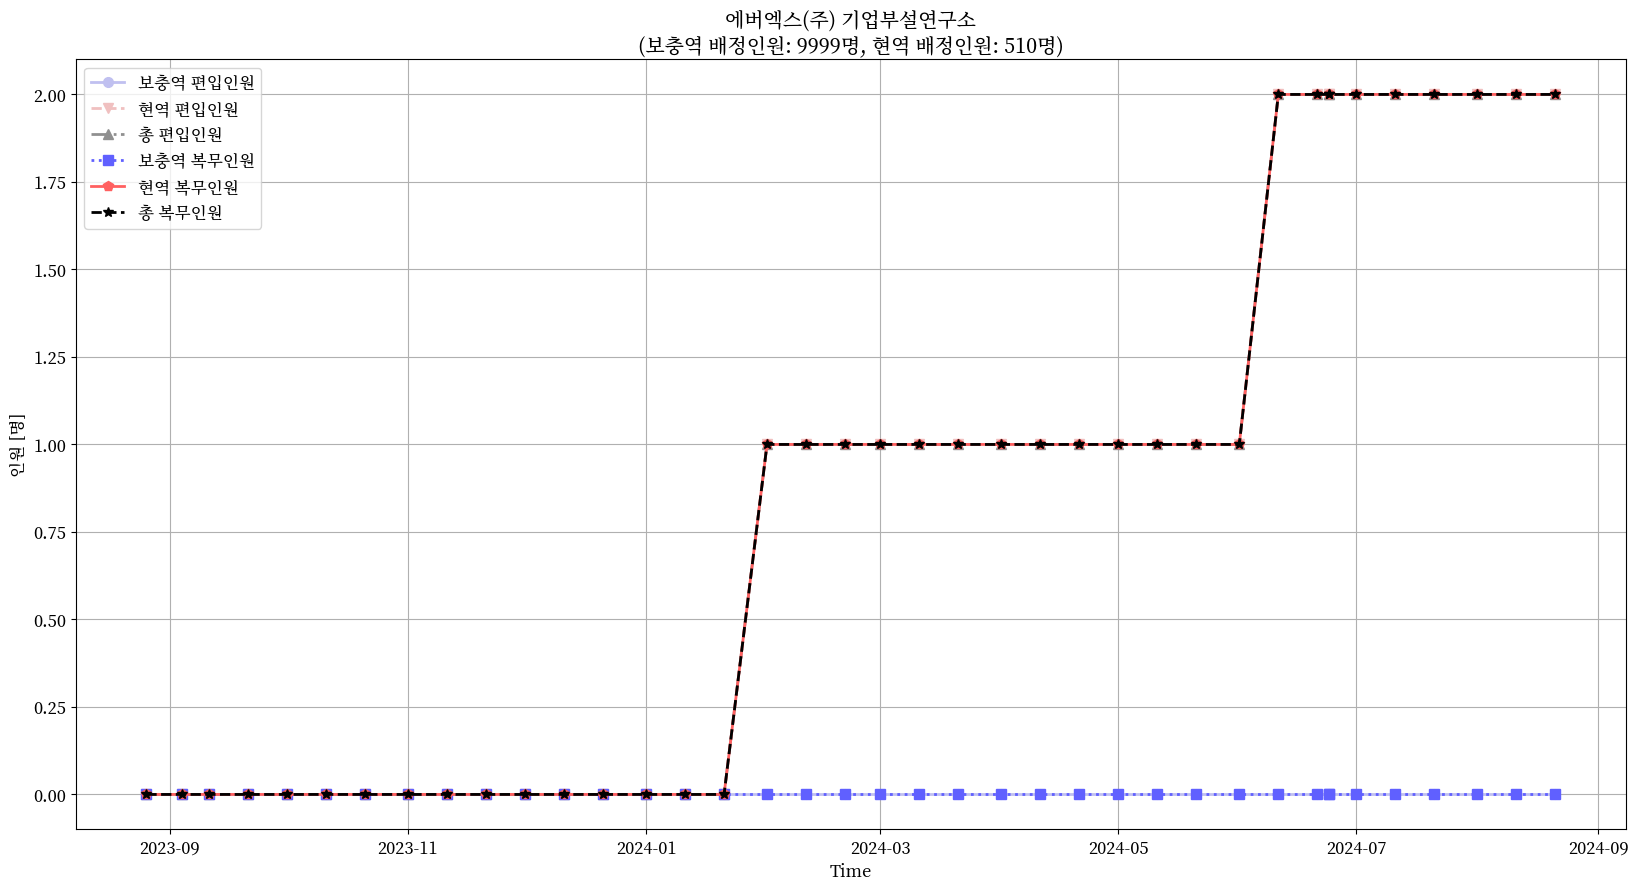 에버엑스(주) 기업부설연구소
(보충역 배정인원: 9999명, 현역 배정인원: 510명)
보충역 편입인원
현역 편입인원
총 편입인원
보충역 복무인원
현역 복무인원
총 복무인원
2.00
1.75
1.50
1.25
1.00
0.75
0.50
0.25
0.00
인원 [명]
2023-09
2023-11
2024-01
2024-03
2024-05
2024-07
2024-09
Time